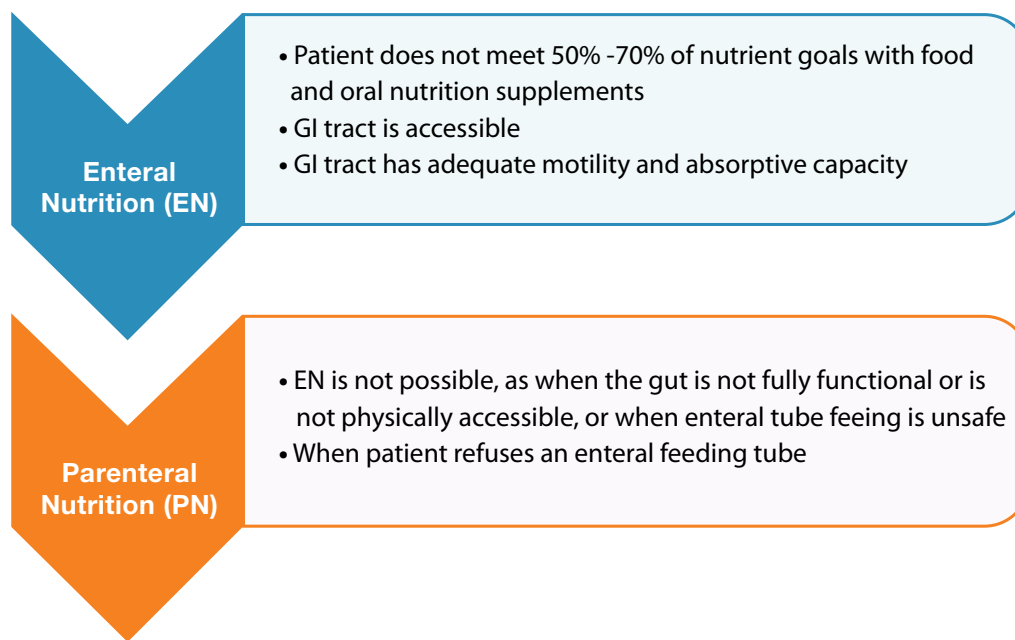 Enteral
Nutrition (EN)
• Patient does not meet 50% -70% of nutrient goals with food
and oral nutrition supplements
• GI tract is accessible
• GI tract has adequate motility and absorptive capacity
Parenteral
Nutrition (PN)
• EN is not possible, as when the gut is not fully functional or is
not physically accessible, or when enteral tube feeing is unsafe
• When patient refuses an enteral feeding tube